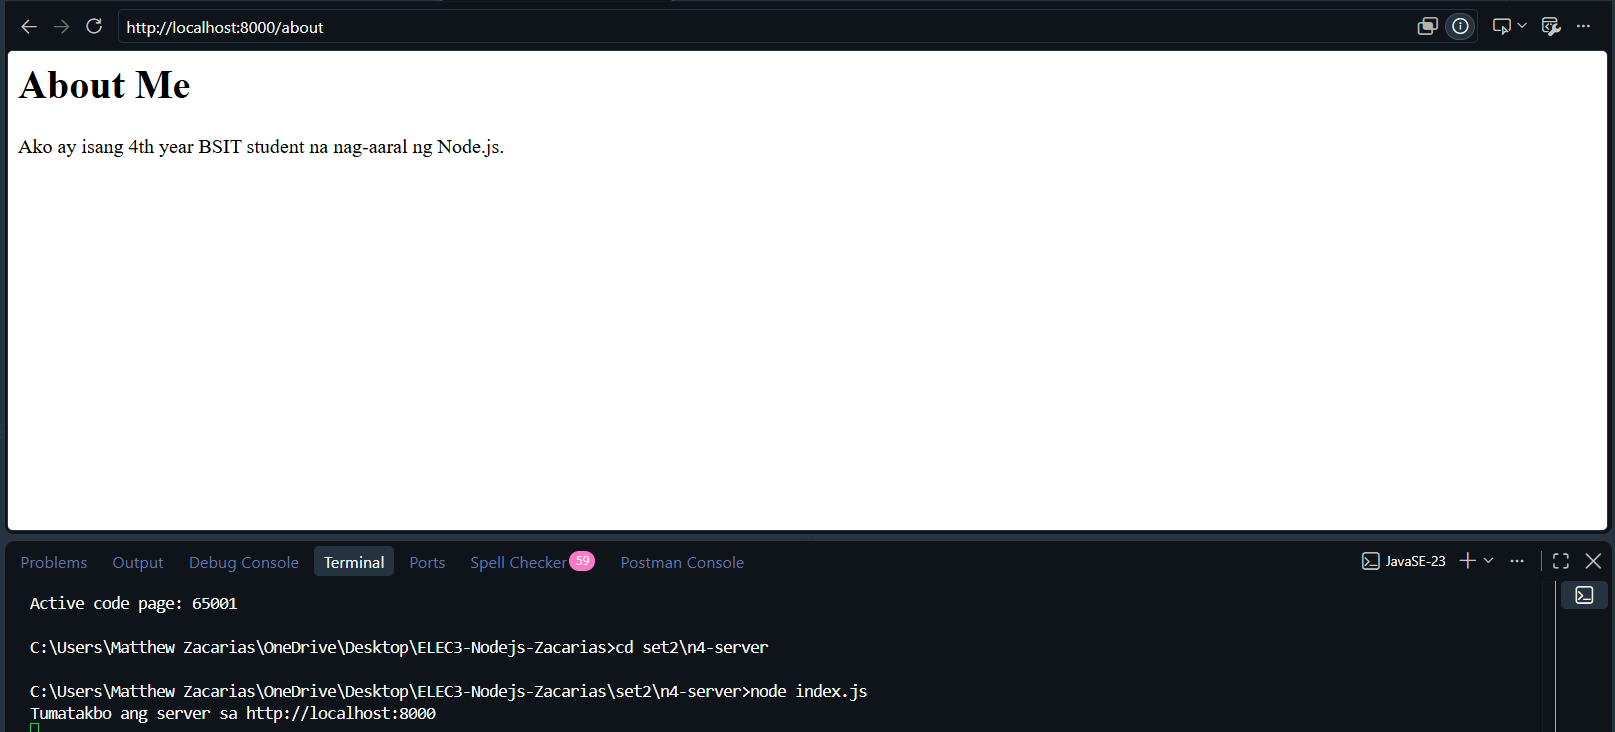 http://localhost:8000/about
About Me
Ako ay isang 4th year BSIT student na nag-aaral ng Node.js.
Problems Output Debug Console Terminal Ports Spell Checker 59 Postman Console JavaSE-23
Active code page: 65001
C:\Users\Matthew Zacarias\OneDrive\Desktop\ELEC3-Nodejs-Zacarias>cd set2\n4-server
C:\Users\Matthew Zacarias\OneDrive\Desktop\ELEC3-Nodejs-Zacarias\set2\n4-server>node index.js
Tumatakbo ang server sa http://localhost:8000